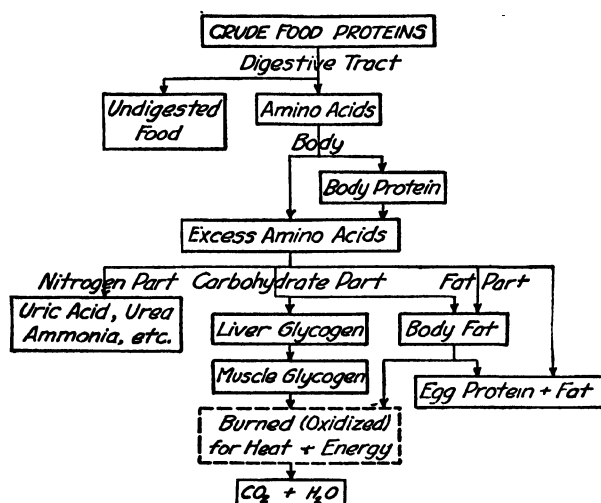 CRUDE FOOD PROTEINS
Digestive Tract
Undigested
Food
Amino Acids
Body
Body Protein
Excess Amino Acids
Nitrogen Part
Carbohydrate Part
Fat Part
Uric Acid, Urea
Ammonia, etc.
Liver Glycogen
Body Fat
Muscle Glycogen
Egg Protein + Fat
Burned (Oxidized)
for Heat + Energy
CO₂ + H₂O